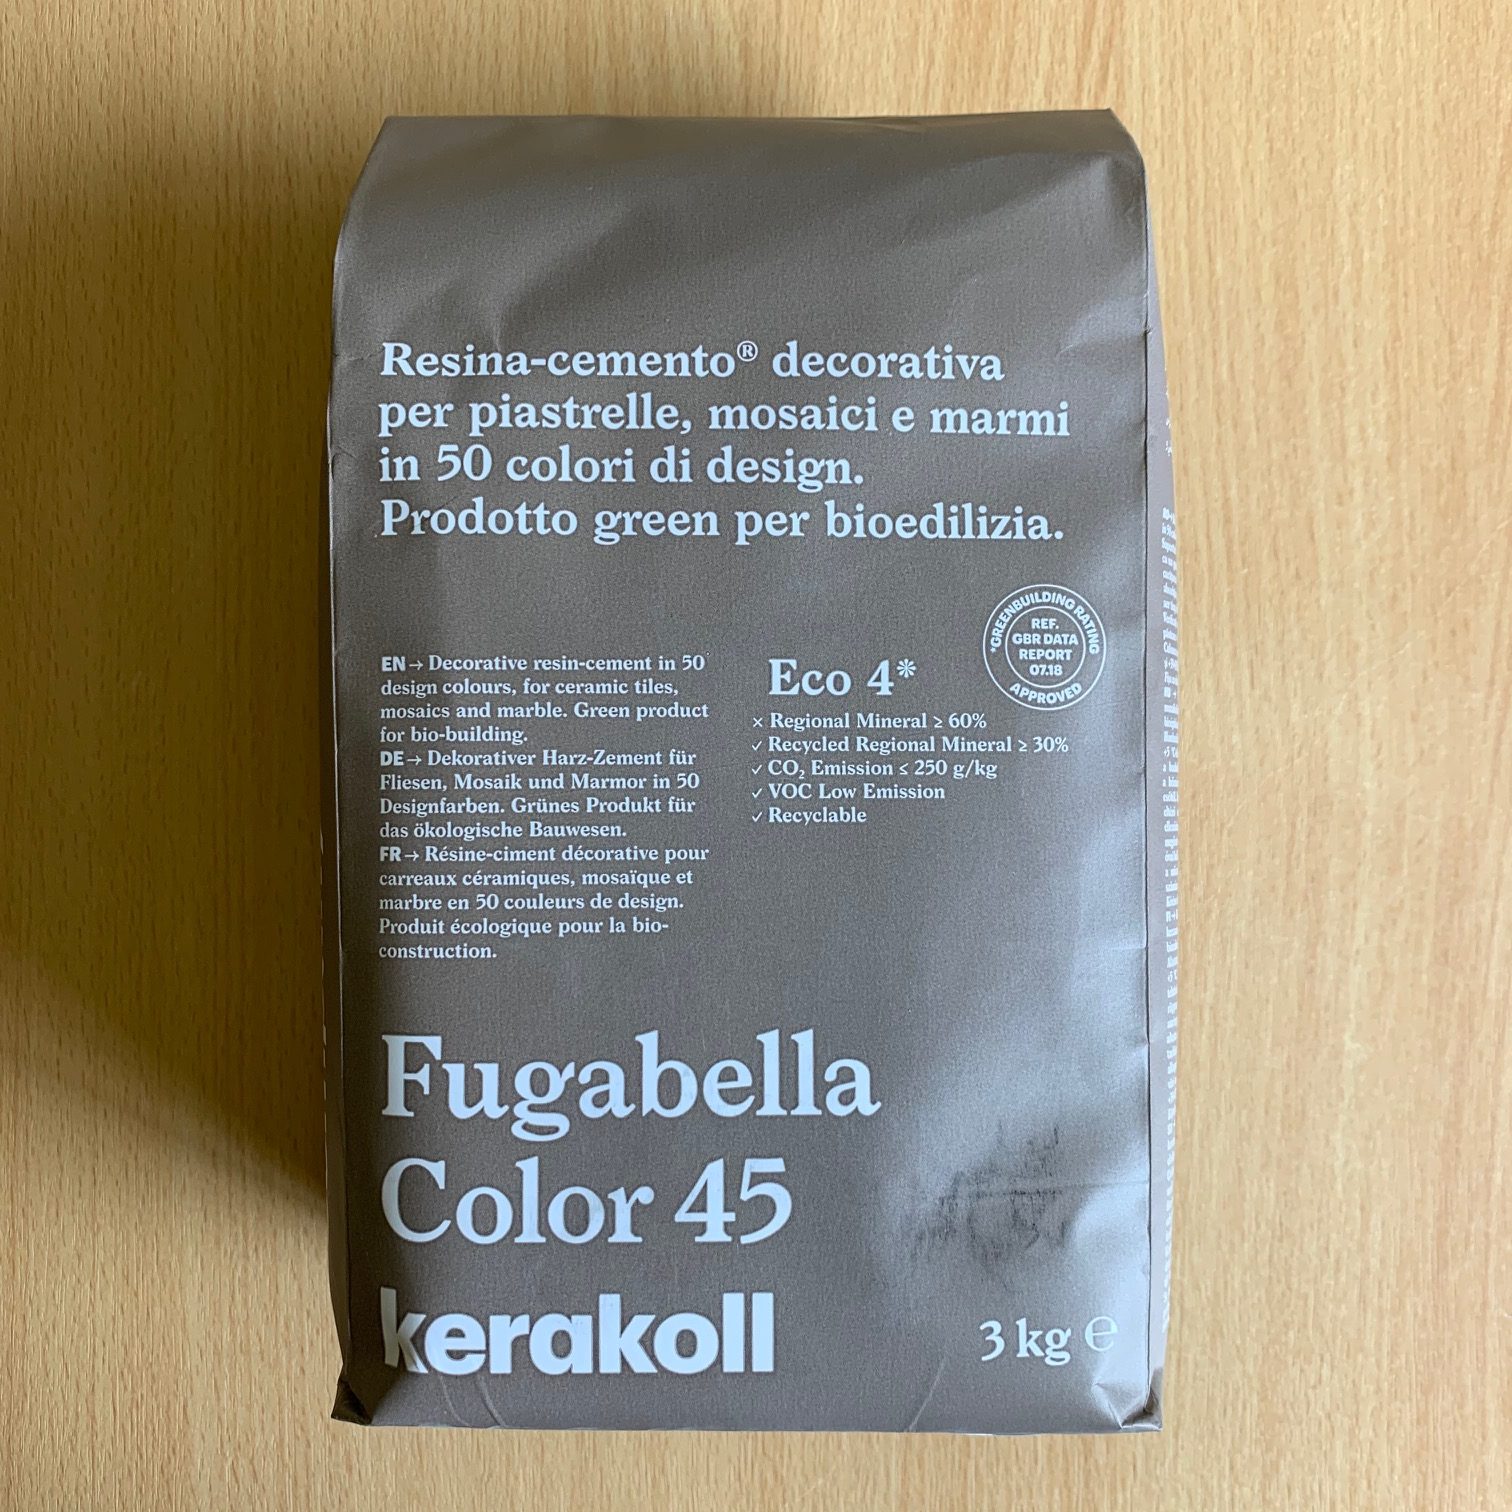 Resina-cemento® decorativa
per piastrelle, mosaici e marmi
in 50 colori di design.
Prodotto green per bioedilizia.
EN→ Decorative resin-cement in 50
design colours, for ceramic tiles,
mosaics and marble. Green product
for bio-building.
DE→ Dekorativer Harz-Zement für
Fliesen, Mosaik und Marmor in 50
Designfarben. Grünes Produkt für
das ökologische Bauwesen.
FR→ Résine-ciment décorative pour
carreaux céramiques, mosaïque et
marbre en 50 couleurs de design.
Produit écologique pour la bio-
construction.
Eco 4*
× Regional Mineral ≥ 60%
✓ Recycled Regional Mineral ≥ 30%
✓ CO₂ Emission ≤ 250 g/kg
✓ VOC Low Emission
✓ Recyclable
*GREENBUILDING RATING
REF.
GBR DATA
REPORT
07.18
APPROVED
Fugabella
Color 45
kerakoll
3 kg ℮